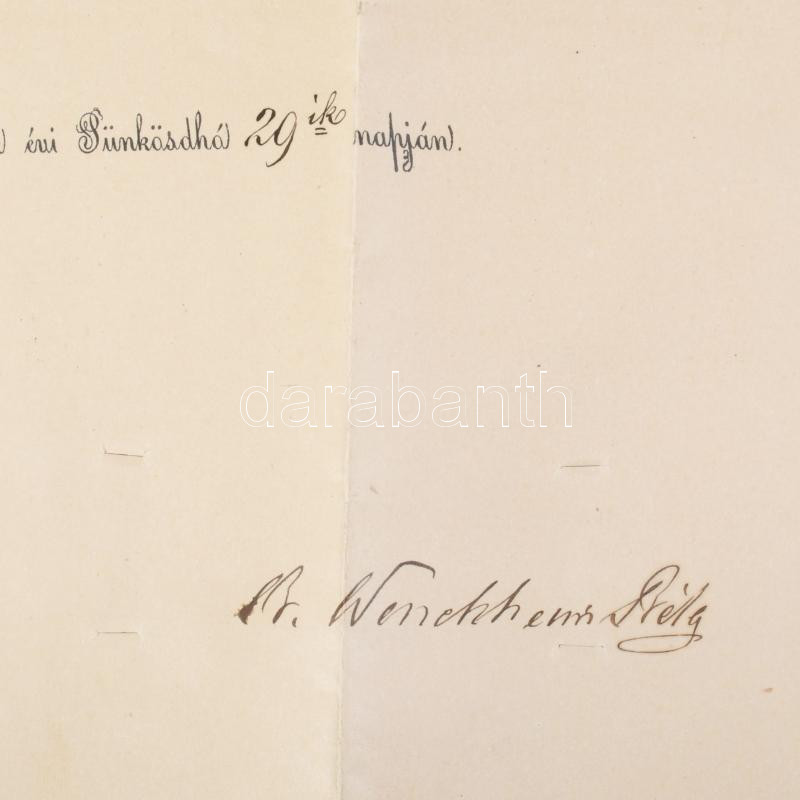 évi Pünkösdhó 29ik napján.
darabanth
B. Wenckheim Béla